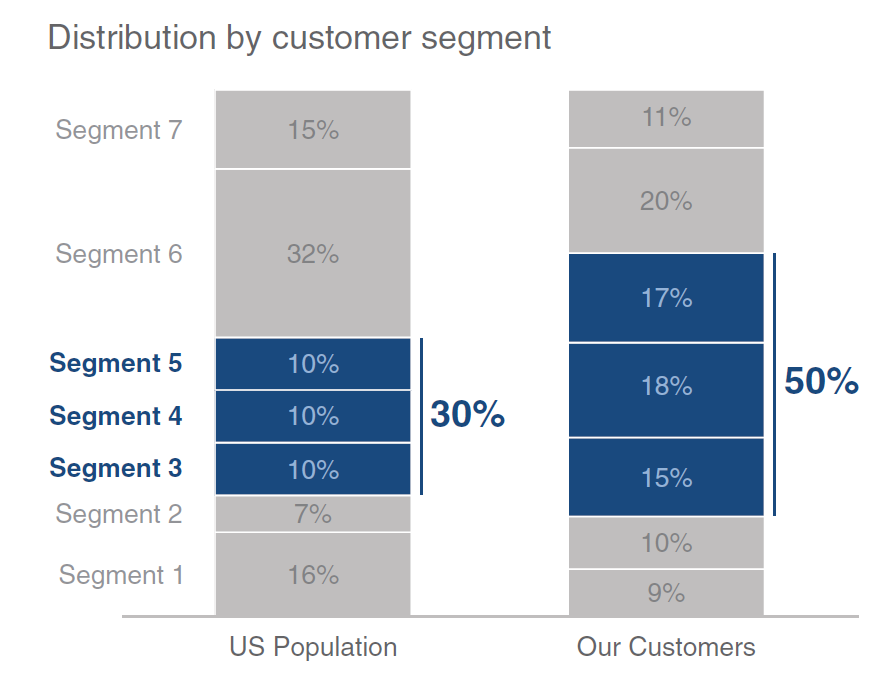 Distribution by customer segment
Segment 7 15% 11%
Segment 6 32% 20%
Segment 5 10% 17%
Segment 4 10% 30% 18% 50%
Segment 3 10% 15%
Segment 2 7% 10%
Segment 1 16% 9%
US Population Our Customers